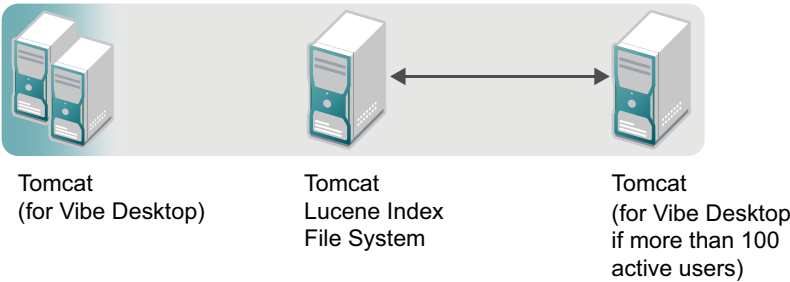 Tomcat
(for Vibe Desktop)
Tomcat
Lucene Index
File System
Tomcat
(for Vibe Desktop
if more than 100
active users)